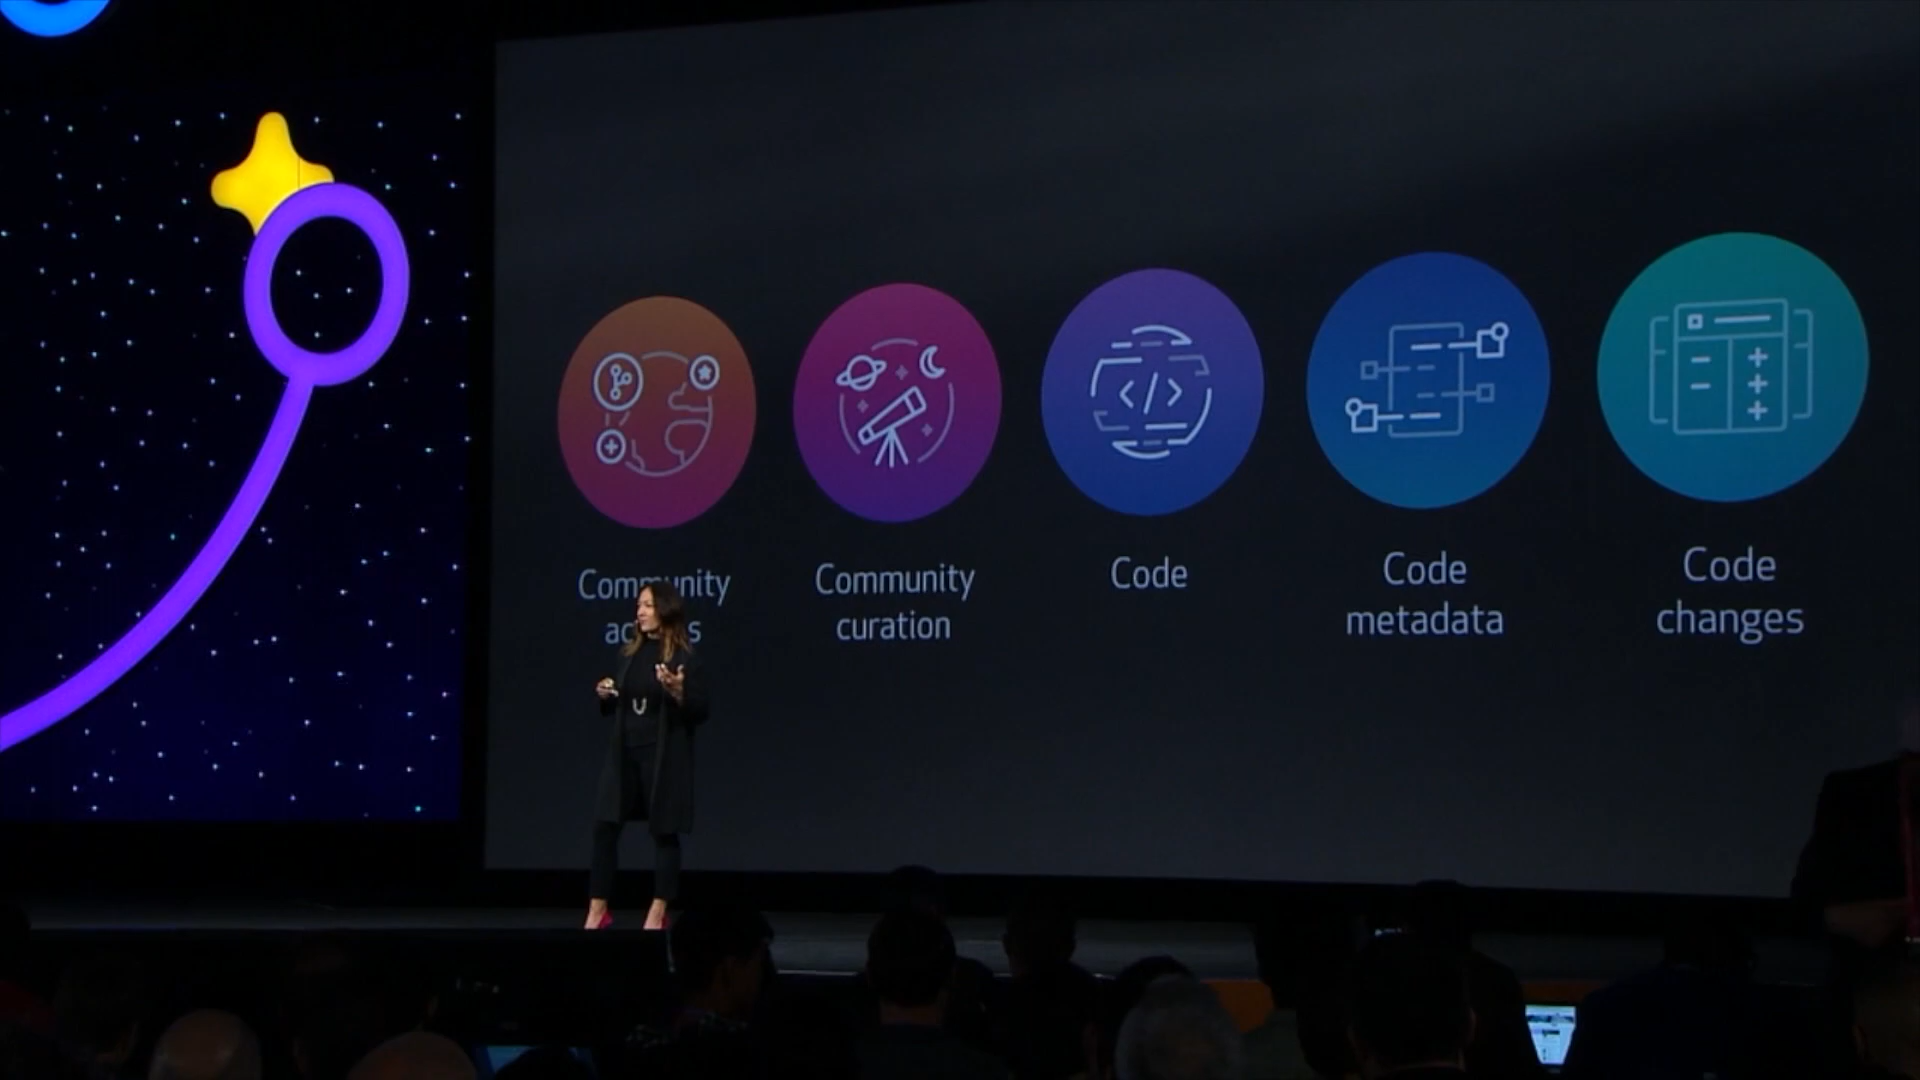 Community
Community
curation
Code
Code
metadata
Code
changes